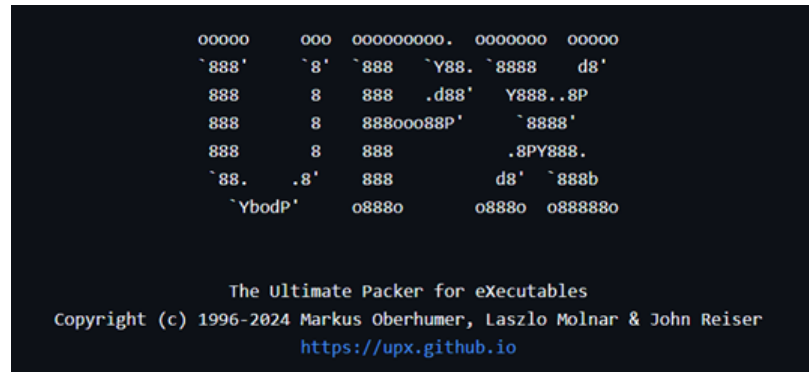 ooooo      ooo  ooooooooo.  ooooooo  ooooo
`888'      `8'  `888   `Y88. `8888    d8'
 888        8    888   .d88'   Y888..8P
 888        8    888ooo88P'     `8888'
 888        8    888           .8PY888.
 `88.     .8'    888          d8'  `888b
   `YbodP'      o888o       o888o  o88888o
The Ultimate Packer for eXecutables
Copyright (c) 1996-2024 Markus Oberhumer, Laszlo Molnar & John Reiser
https://upx.github.io